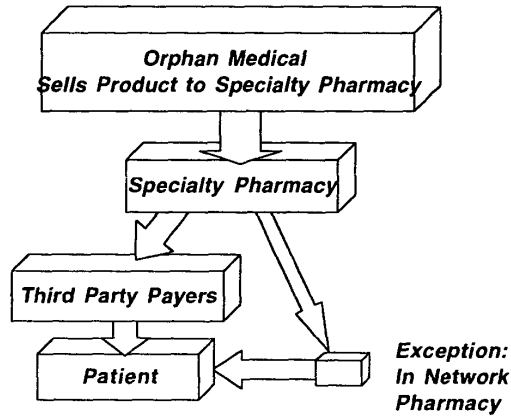 Orphan Medical
Sells Product to Specialty Pharmacy
Specialty Pharmacy
Third Party Payers
Patient
Exception:
In Network
Pharmacy